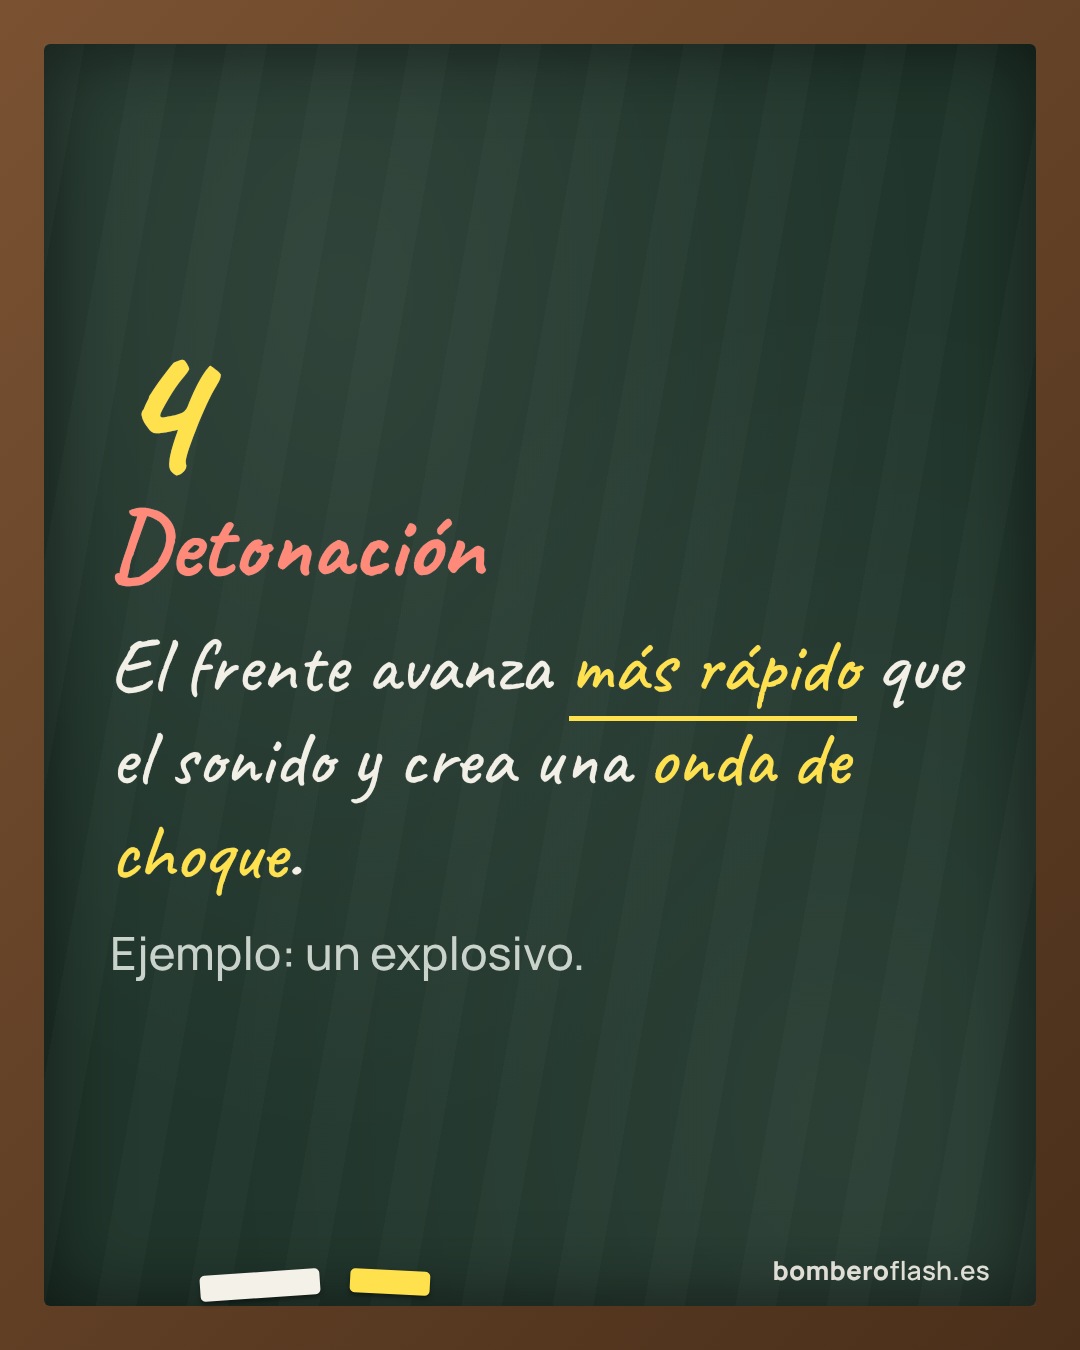 4
Detonación
El frente avanza más rápido que
el sonido y crea una onda de
choque.
Ejemplo: un explosivo.
bomberoflash.es